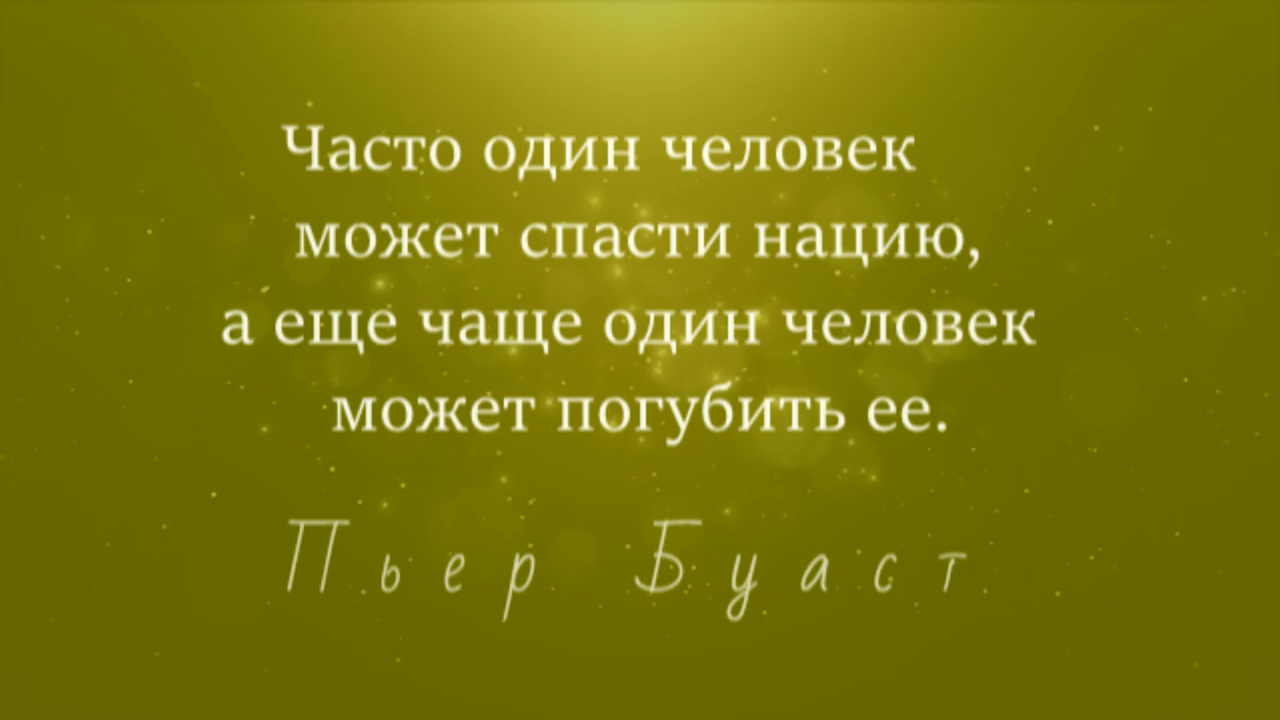 Часто один человек
может спасти нацию,
а еще чаще один человек
может погубить ее.
Пьер Буаст